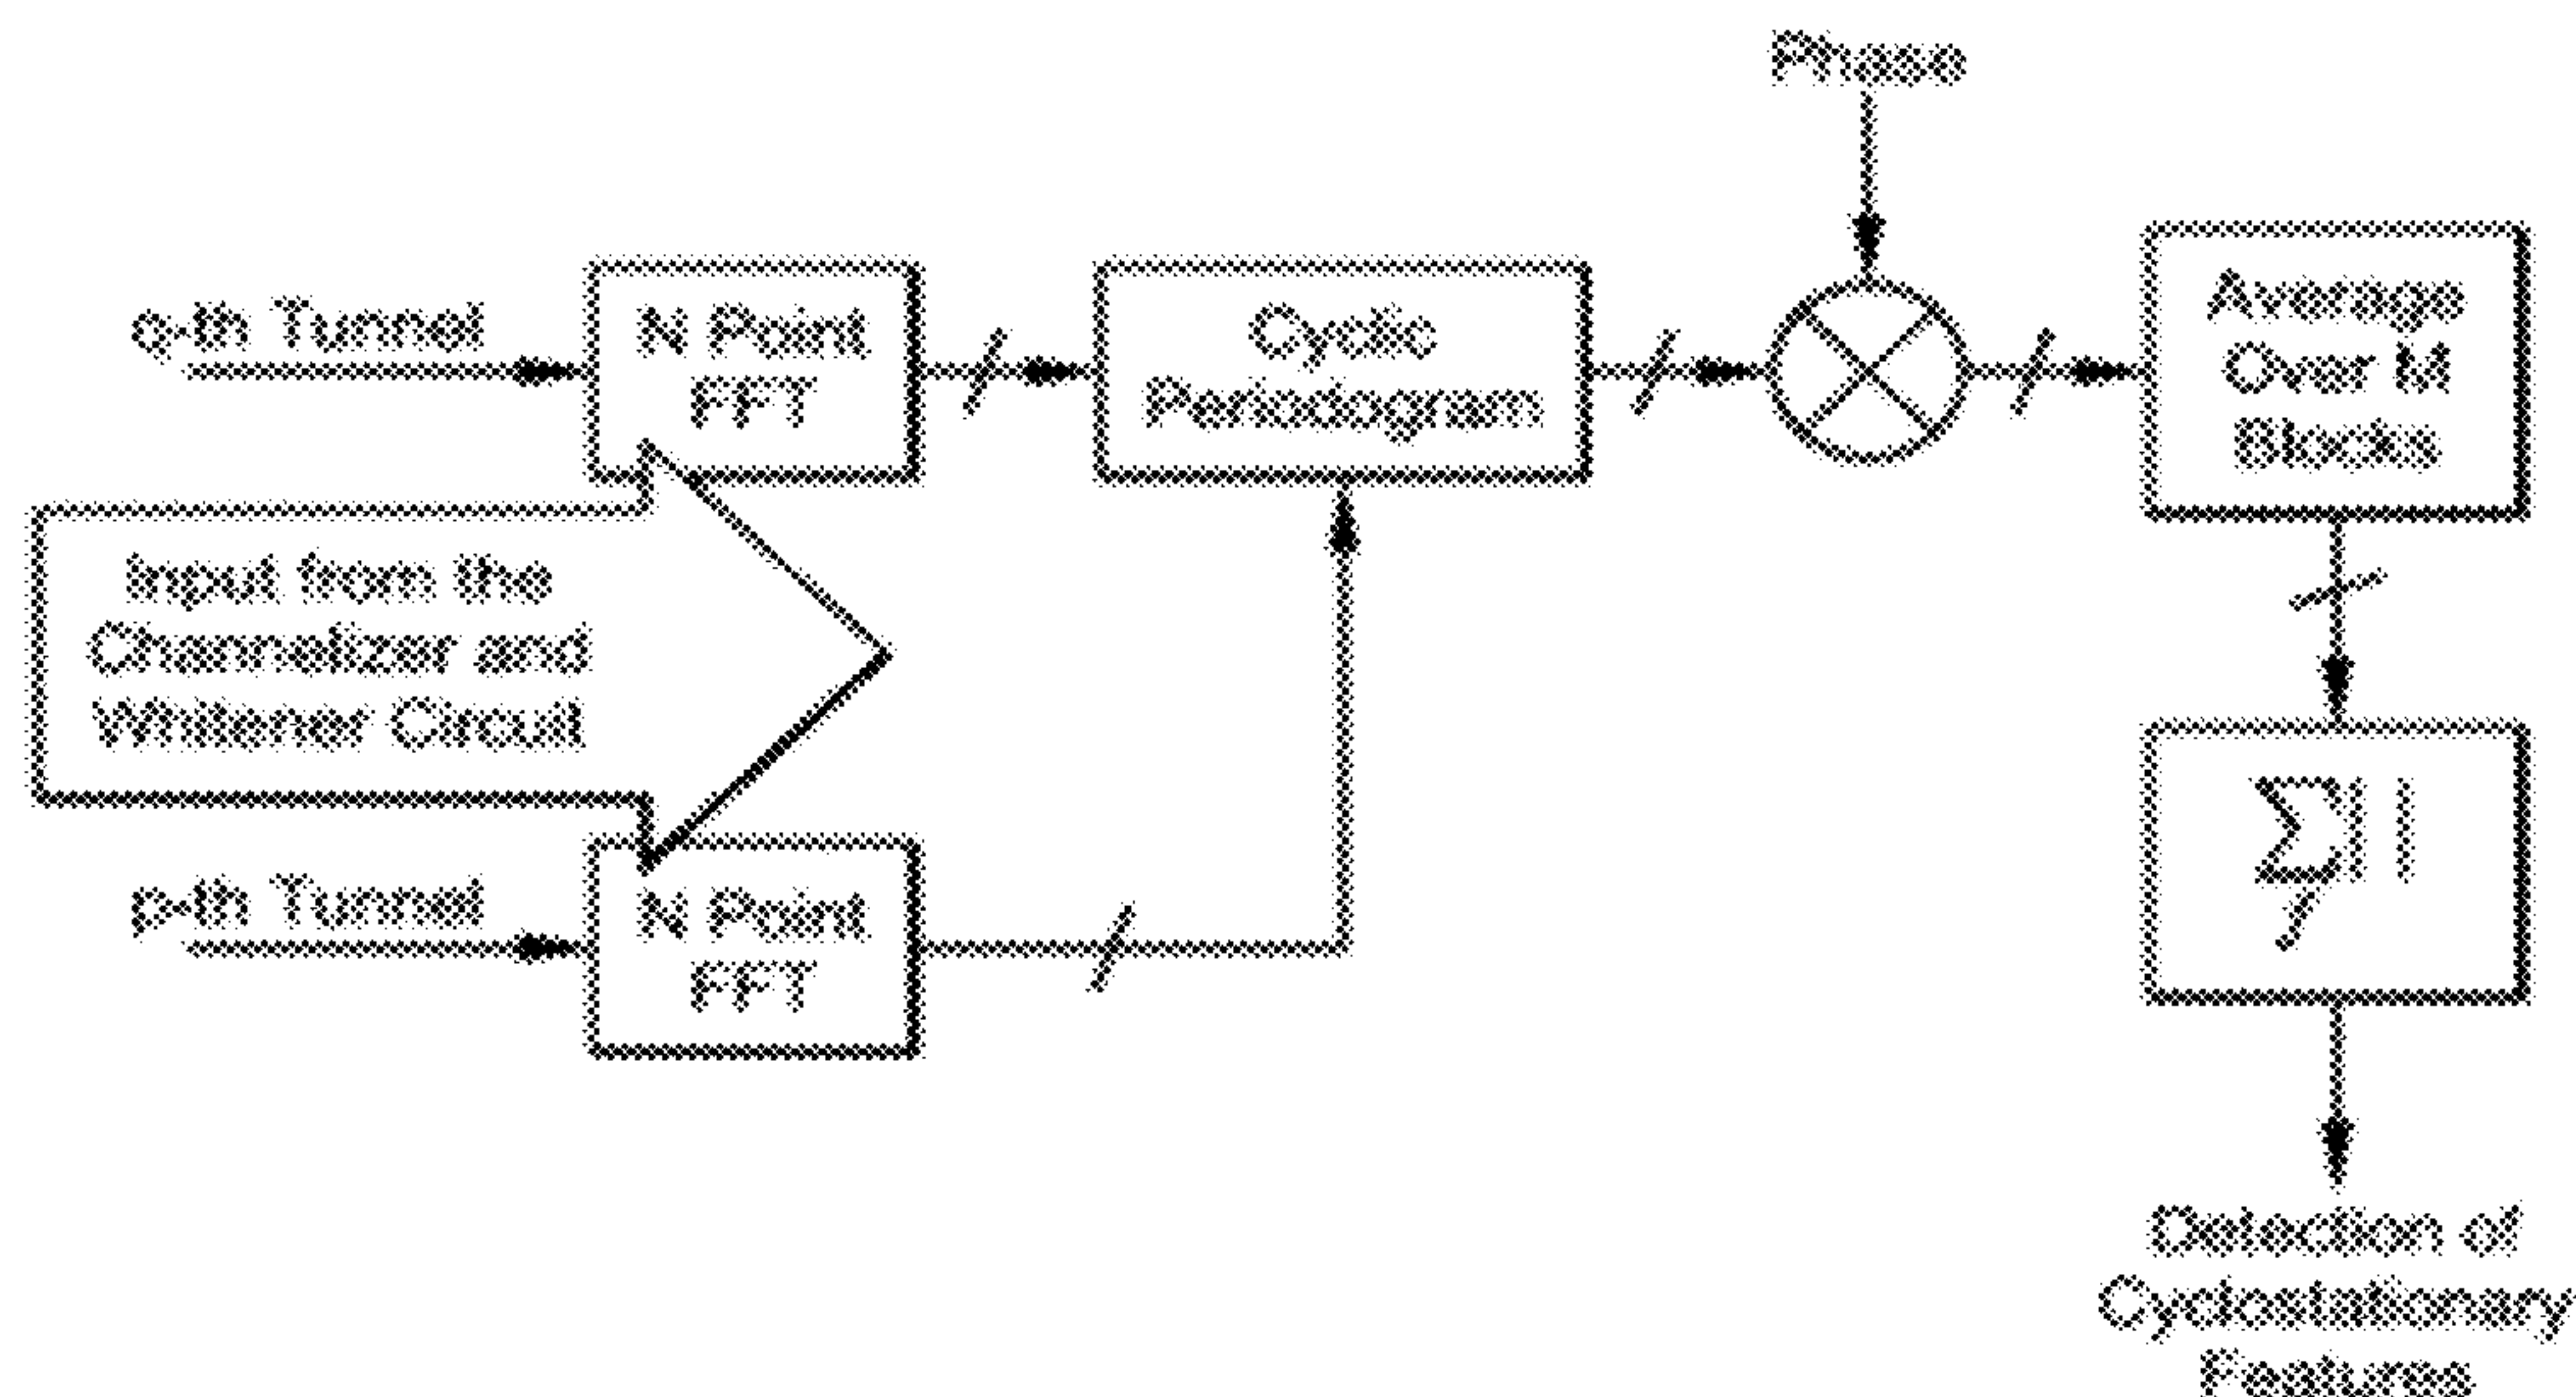 Phase
q-th Tunnel
N Point
FFT
Cyclic
Periodogram
Average
Over M
Blocks
Input from the
Channelizer and
Whitener Circuit
p-th Tunnel
N Point
FFT
∑| |
f
Detection of
Cyclostationary
Features